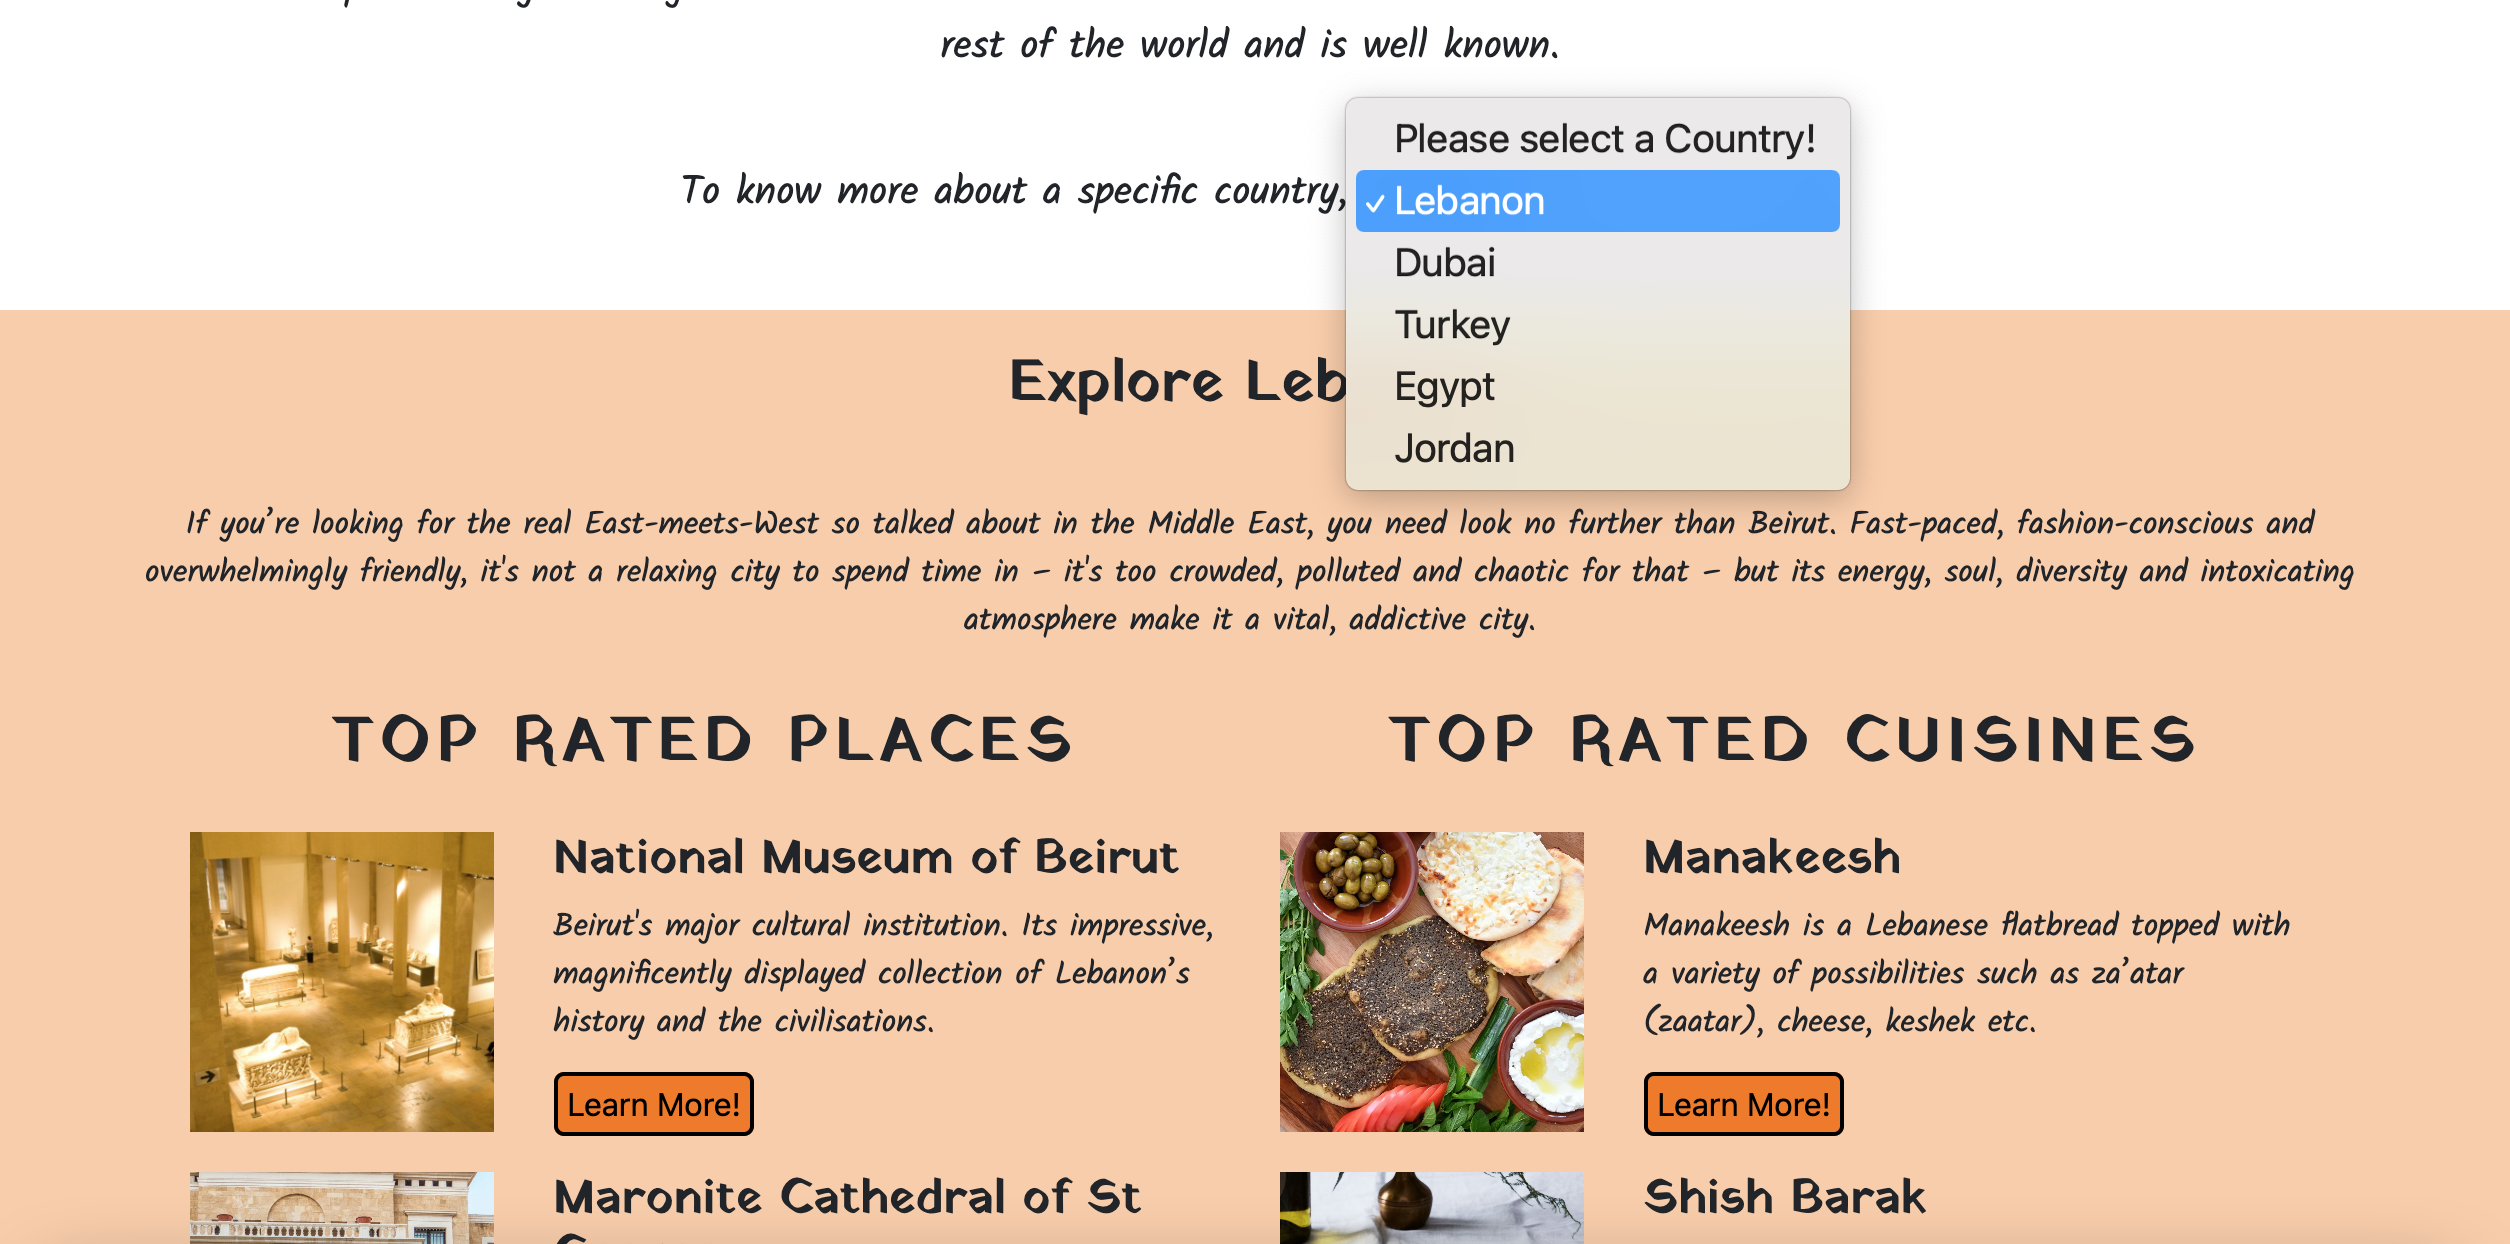 rest of the world and is well known.
To know more about a specific country,
Please select a Country!
✓ Lebanon
Dubai
Turkey
Egypt
Jordan
Explore Leb
If you’re looking for the real East-meets-West so talked about in the Middle East, you need look no further than Beirut. Fast-paced, fashion-conscious and
overwhelmingly friendly, it's not a relaxing city to spend time in – it's too crowded, polluted and chaotic for that – but its energy, soul, diversity and intoxicating
atmosphere make it a vital, addictive city.
TOP RATED PLACES
National Museum of Beirut
Beirut's major cultural institution. Its impressive,
magnificently displayed collection of Lebanon’s
history and the civilisations.
Learn More!
Maronite Cathedral of St
TOP RATED CUISINES
Manakeesh
Manakeesh is a Lebanese flatbread topped with
a variety of possibilities such as za’atar
(zaatar), cheese, keshek etc.
Learn More!
Shish Barak